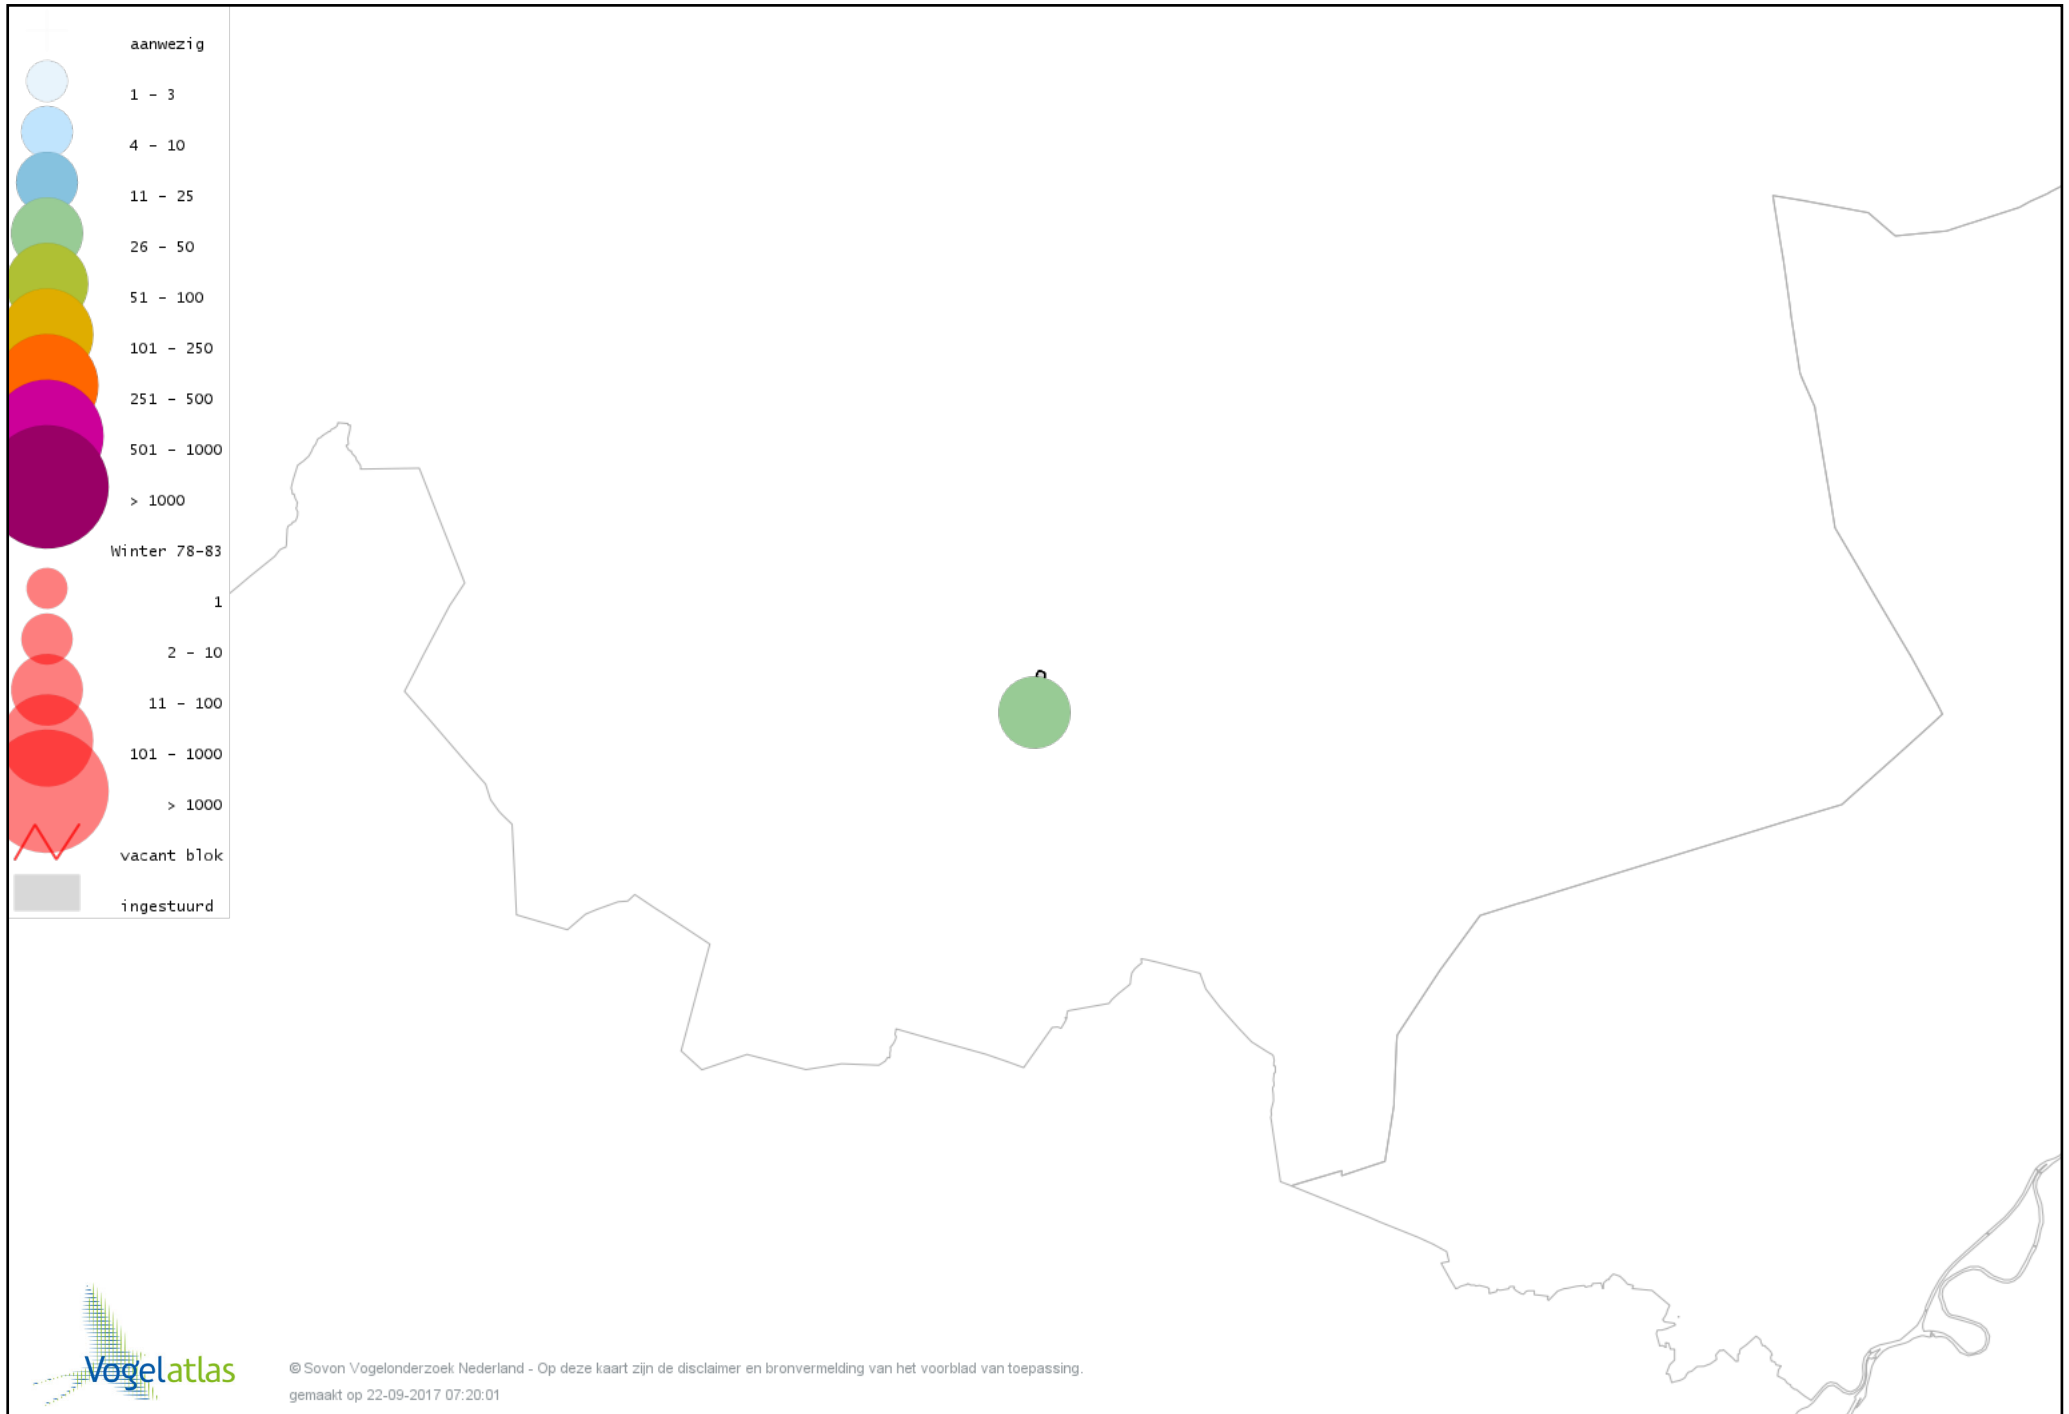 aanwezig
1 - 3
4 - 10
11 - 25
26 - 50
51 - 100
101 - 250
251 - 500
501 - 1000
> 1000
Winter 78-83
1
2 - 10
11 - 100
101 - 1000
> 1000
vacant blok
ingestuurd
Vogelatlas
© Sovon Vogelonderzoek Nederland - Op deze kaart zijn de disclaimer en bronvermelding van het voorblad van toepassing.
gemaakt op 22-09-2017 07:20:01